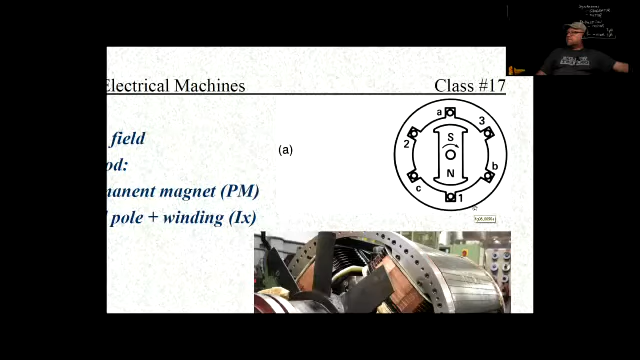 Electrical Machines Class #17
field
od:
manent magnet (PM)
pole + winding (Ix)
(a)
a
3
2
S
b
N
c
1